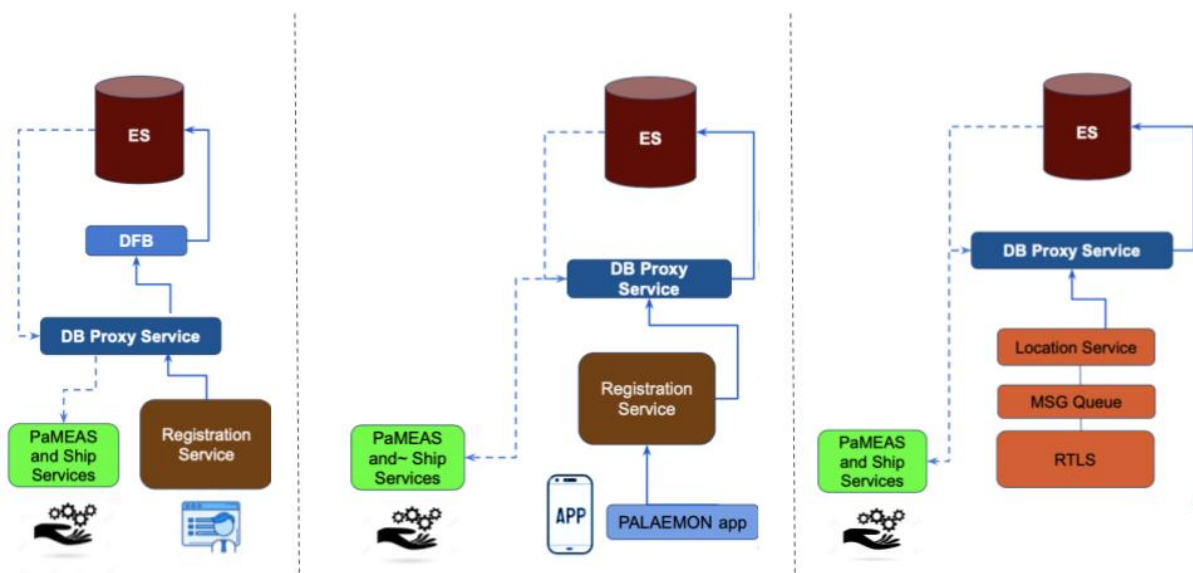 ES
DFB
DB Proxy Service
PaMEAS
and Ship
Services
Registration
Service
ES
DB Proxy
Service
Registration
Service
PaMEAS
and~ Ship
Services
APP
PALAEMON app
ES
DB Proxy Service
Location Service
MSG Queue
RTLS
PaMEAS
and Ship
Services